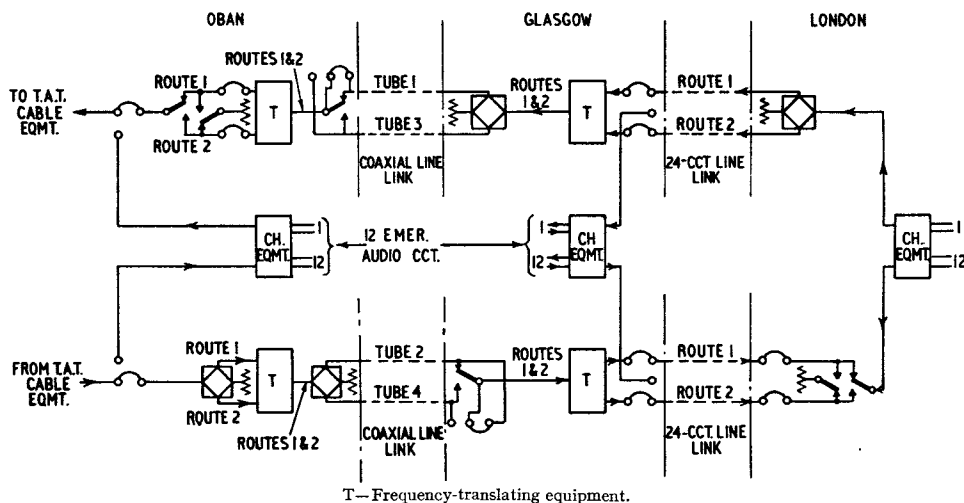 OBAN GLASGOW LONDON
ROUTES 1&2
ROUTE 1
TUBE 1
ROUTES
1&2
ROUTE 1
TO T.A.T.
CABLE
EQMT.
T
T
ROUTE 2
TUBE 3
ROUTE 2
COAXIAL LINE
LINK
24-CCT LINE
LINK
CH.
EQMT.
1
12
12 EMER.
AUDIO CCT.
1
12
CH
EQMT.
CH.
EQMT.
1
12
FROM T.A.T.
CABLE
EQMT.
ROUTE 1
T
ROUTE 2
ROUTES 1&2
TUBE 2
TUBE 4
COAXIAL LINE
LINK
ROUTES
1&2
T
ROUTE 1
ROUTE 2
24-CCT. LINE
LINK
T—Frequency-translating equipment.